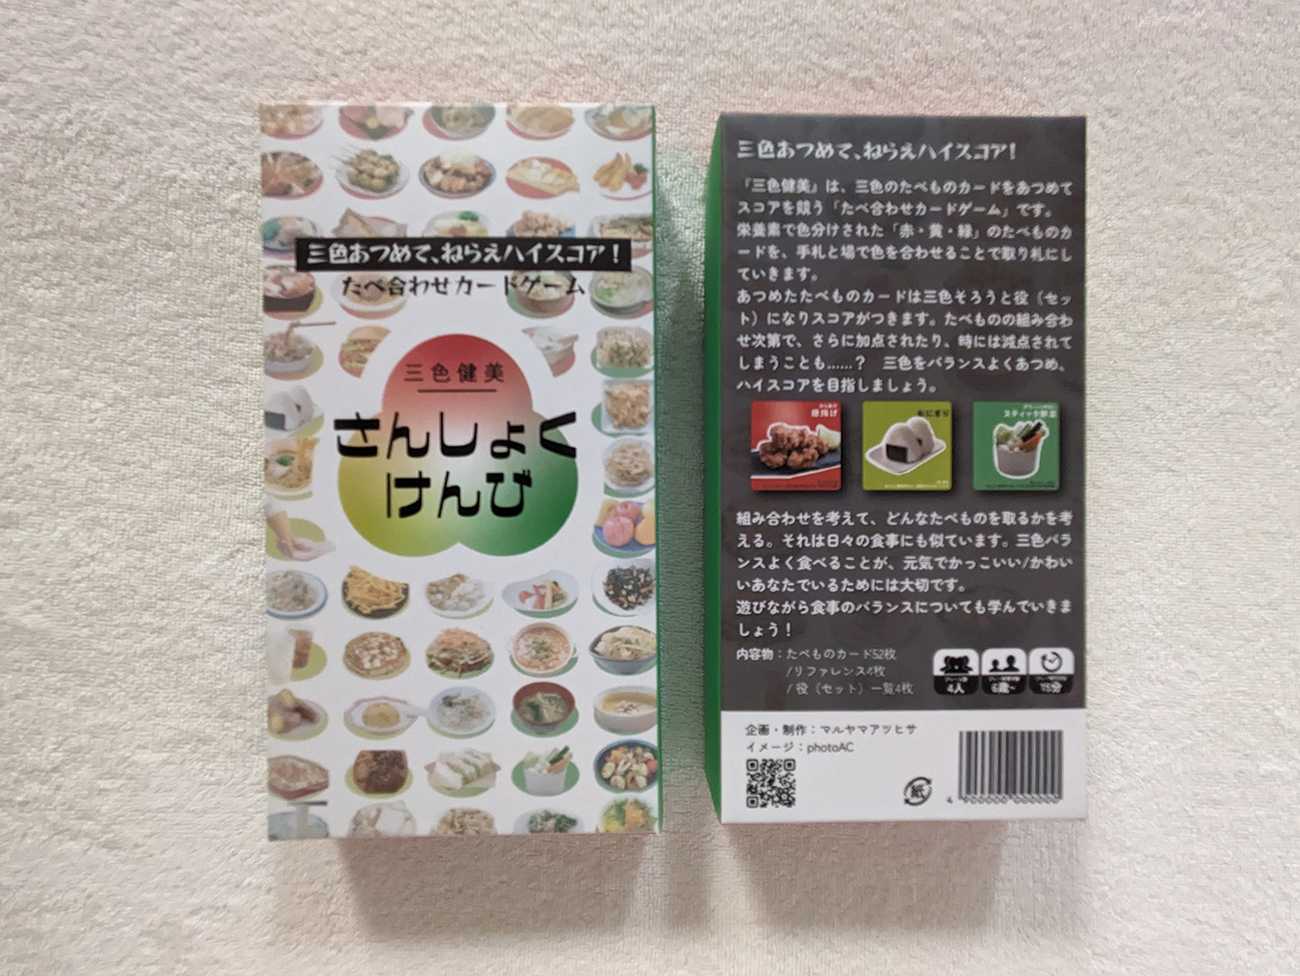 三色あつめて、ねらえハイスコア！
たべ合わせカードゲーム
三色健美
さんしょく
けんび
三色あつめて、ねらえハイスコア！
『三色健美』は、三色のたべものカードをあつめて
スコアを競う「たべ合わせカードゲーム」です。
栄養素で色分けされた「赤・黄・緑」のたべものカ
ードを、手札と場で色を合わせることで取り札にし
ていきます。
あつめたたべものカードは三色そろうと役（セッ
ト）になりスコアがつきます。たべものの組み合わ
せ次第で、さらに加点されたり、時には減点されて
しまうことも……？　三色をバランスよくあつめ、
ハイスコアを目指しましょう。
唐揚げ
おにぎり
スティック野菜
組み合わせを考えて、どんなたべものを取るかを考
える。それは日々の食事にも似ています。三色バラ
ンスよく食べることが、元気でかっこいい/かわい
いあなたでいるためには大切です。
遊びながら食事のバランスについても学んでいきま
しょう！
内容物：たべものカード52枚
/リファレンス4枚
/役（セット）一覧4枚
4人
6歳~
15分
企画・制作：マルヤマアツヒサ
イメージ：photoAC
紙